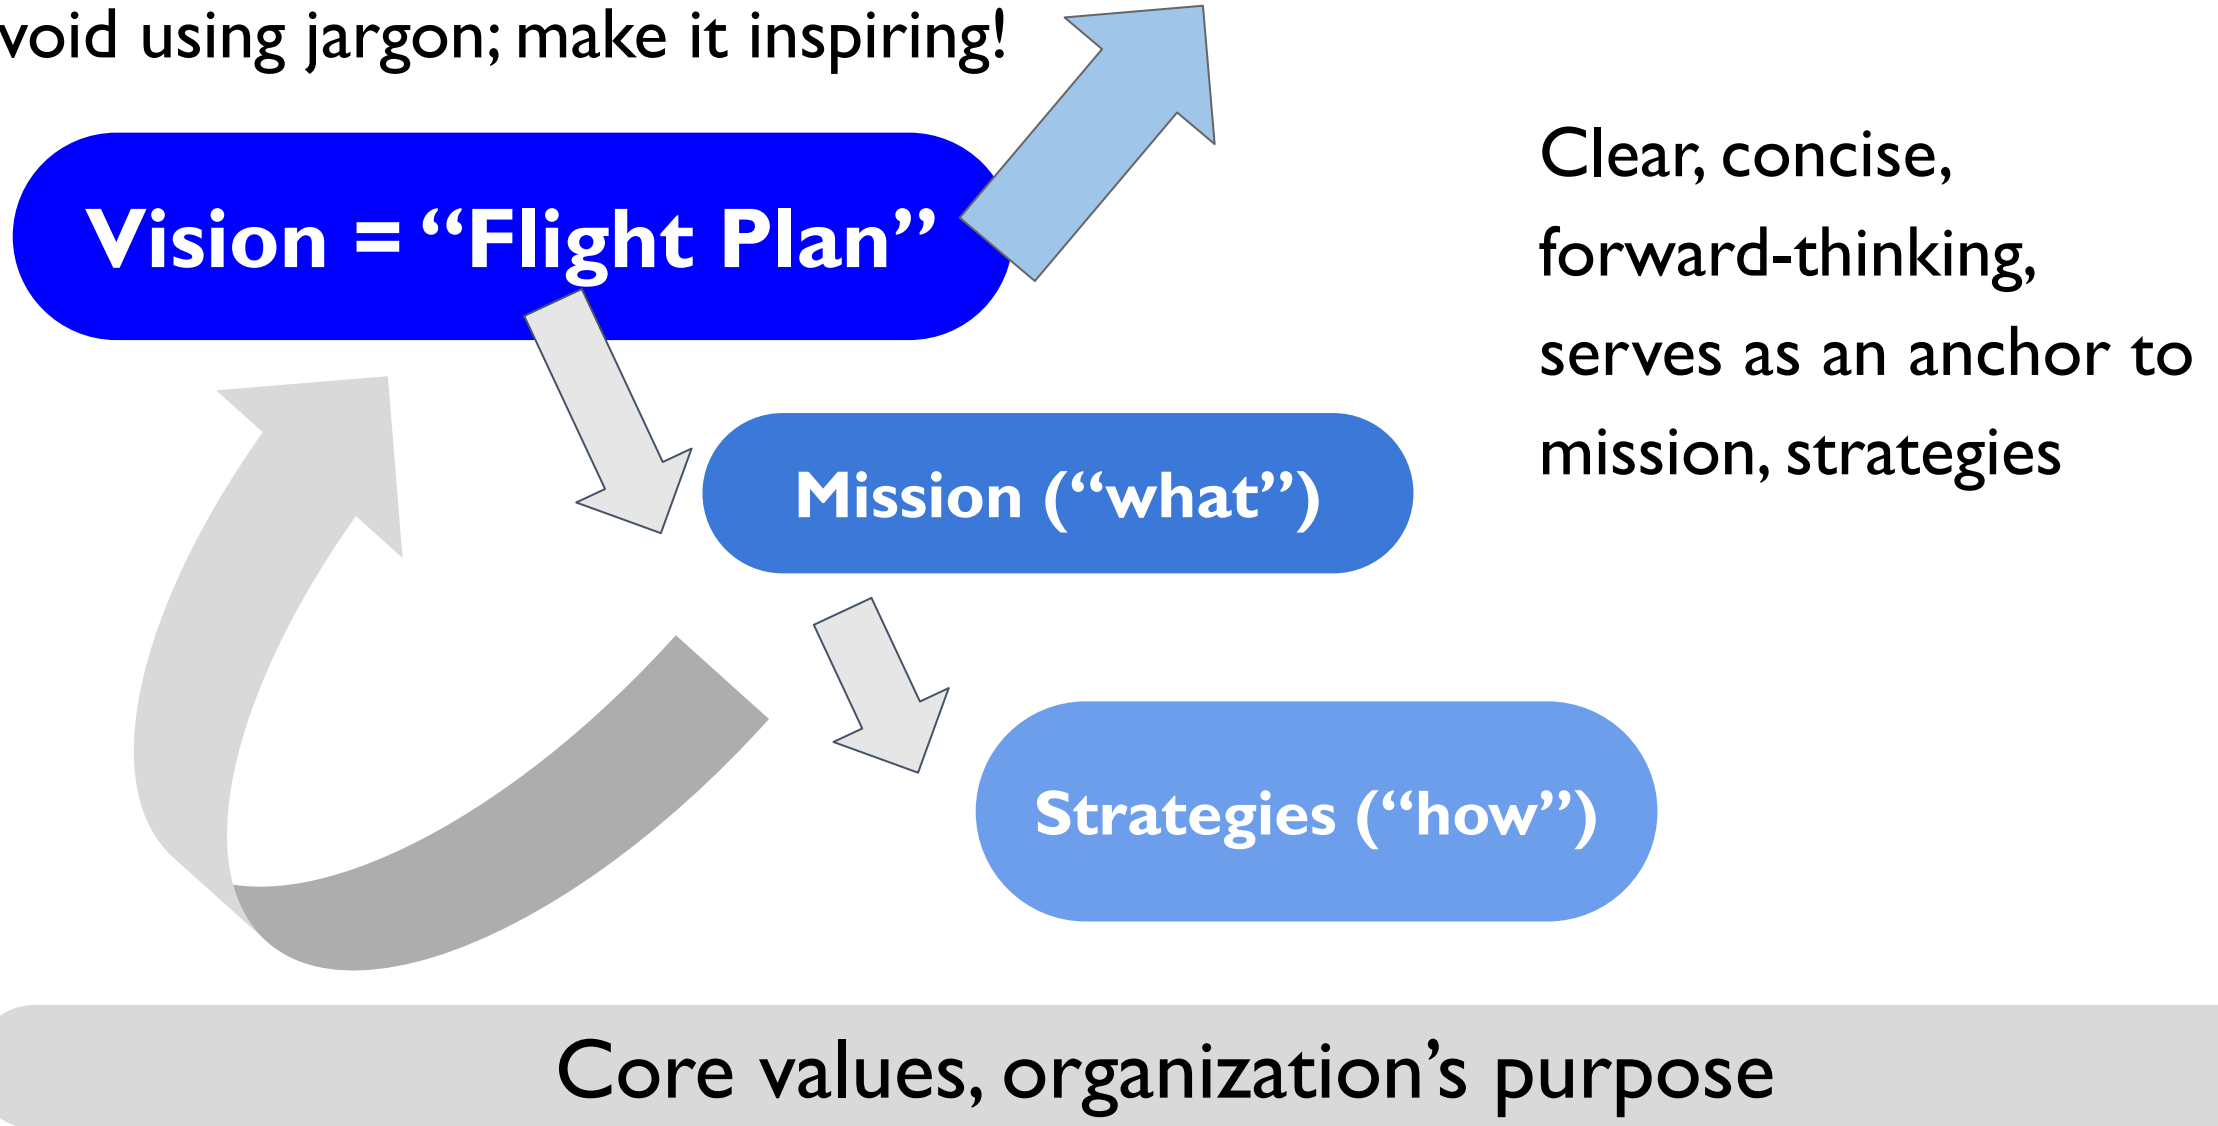 void using jargon; make it inspiring!
Vision = “Flight Plan”
Clear, concise,
forward-thinking,
serves as an anchor to
mission, strategies
Mission (“what”)
Strategies (“how”)
Core values, organization’s purpose